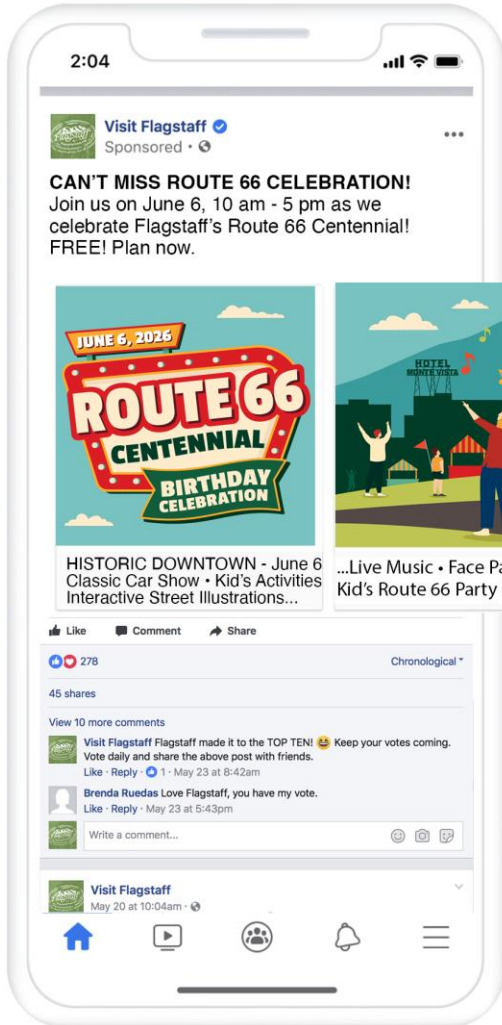 2:04
Visit Flagstaff
Sponsored •
CAN'T MISS ROUTE 66 CELEBRATION!
Join us on June 6, 10 am - 5 pm as we
celebrate Flagstaff's Route 66 Centennial!
FREE! Plan now.
JUNE 6, 2026
ROUTE 66
CENTENNIAL
BIRTHDAY
CELEBRATION
HOTEL
MONTE VISTA
HISTORIC DOWNTOWN - June 6
Classic Car Show • Kid's Activities
Interactive Street Illustrations...
...Live Music • Face Pa
Kid's Route 66 Party
Like Comment Share
278 Chronological
45 shares
View 10 more comments
Visit Flagstaff Flagstaff made it to the TOP TEN! 😆 Keep your votes coming.
Vote daily and share the above post with friends.
Like · Reply · 1 · May 23 at 8:42am
Brenda Ruedas Love Flagstaff, you have my vote.
Like · Reply · May 23 at 5:43pm
Write a comment...
Visit Flagstaff
May 20 at 10:04am ·